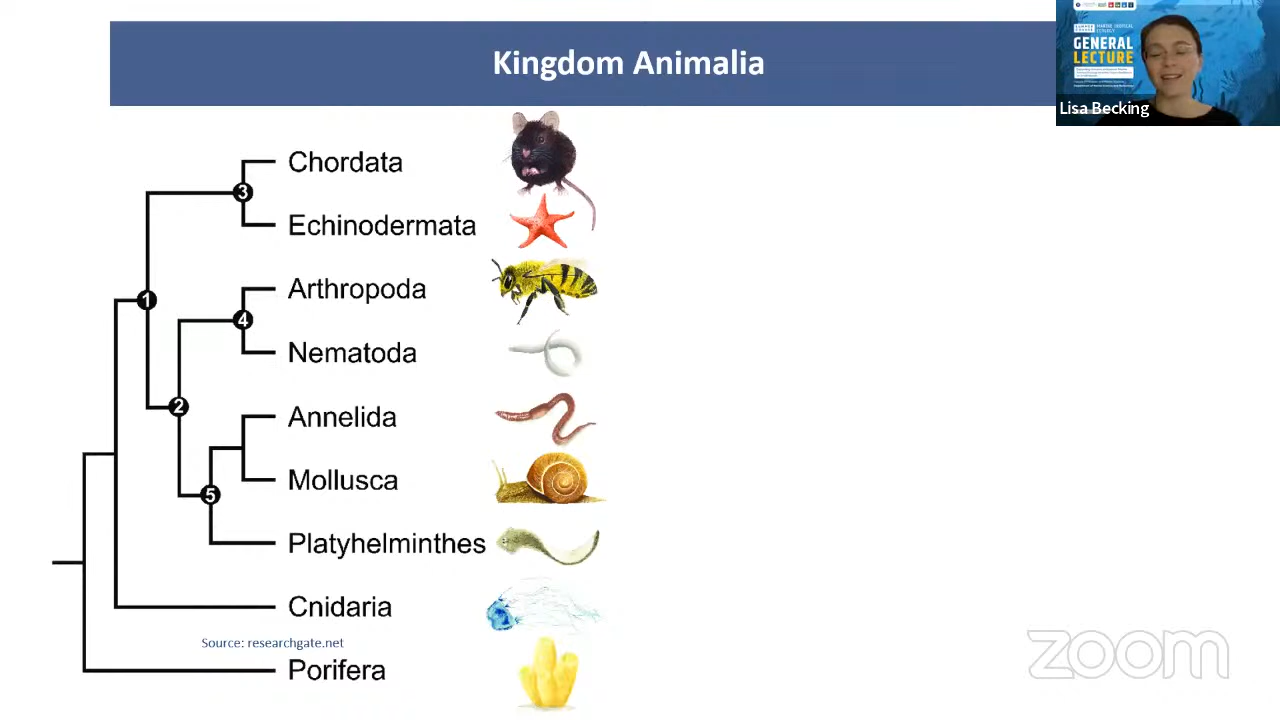 Kingdom Animalia
GENERAL
LECTURE
Lisa Becking
3
Chordata
Echinodermata
1
Arthropoda
4
Nematoda
2
Annelida
Mollusca
5
Platyhelminthes
Cnidaria
Source: researchgate.net
Porifera
zoom